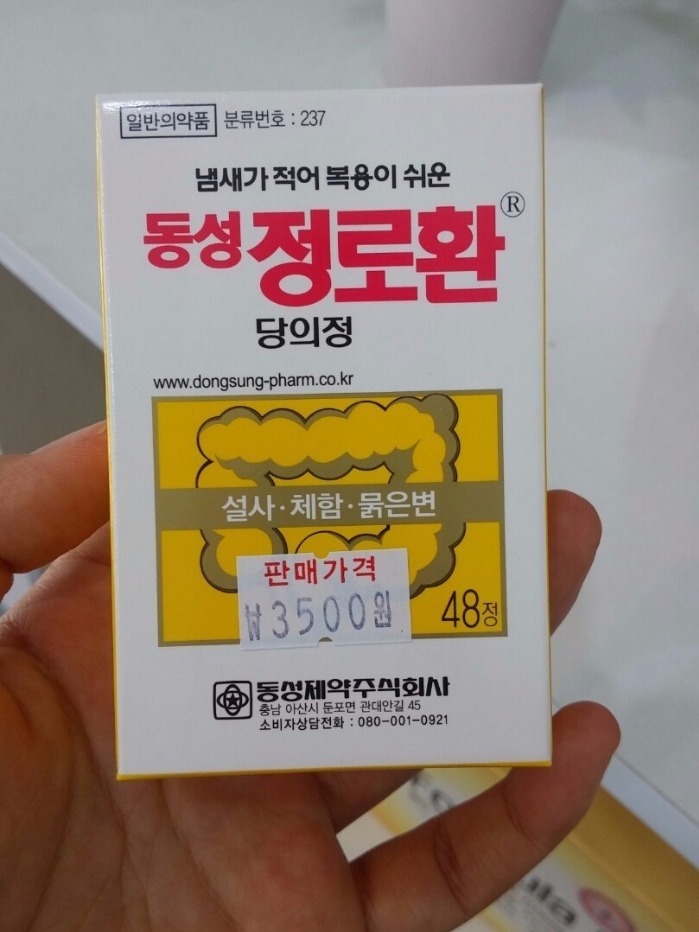 일반의약품 분류번호 : 237
냄새가 적어 복용이 쉬운
동성 정로환®
당의정
www.dongsung-pharm.co.kr
설사·체함·묽은변
판매가격
₩3500원
48정
동성제약주식회사
충남 아산시 둔포면 관대안길 45
소비자상담전화 : 080-001-0921